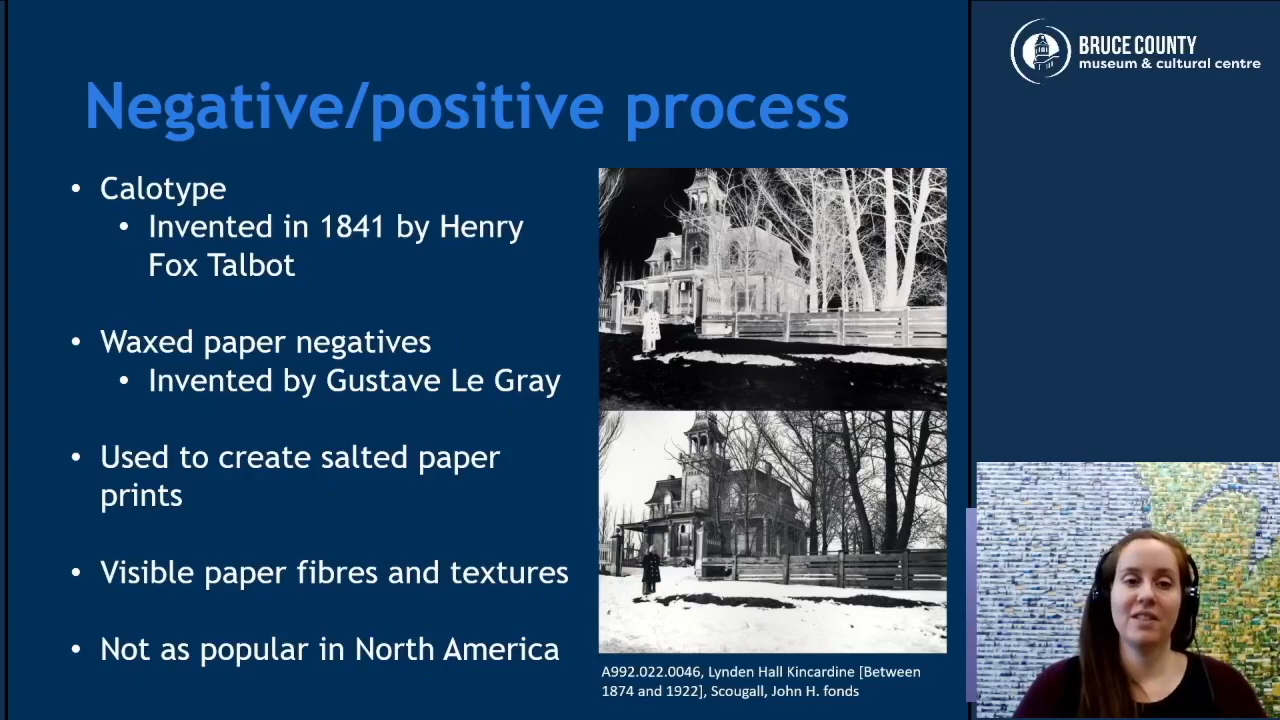 Negative/positive process
• Calotype
• Invented in 1841 by Henry
Fox Talbot
• Waxed paper negatives
• Invented by Gustave Le Gray
• Used to create salted paper
prints
• Visible paper fibres and textures
• Not as popular in North America
A992.022.0046, Lynden Hall Kincardine [Between
1874 and 1922], Scougall, John H. fonds
BRUCE COUNTY
museum & cultural centre